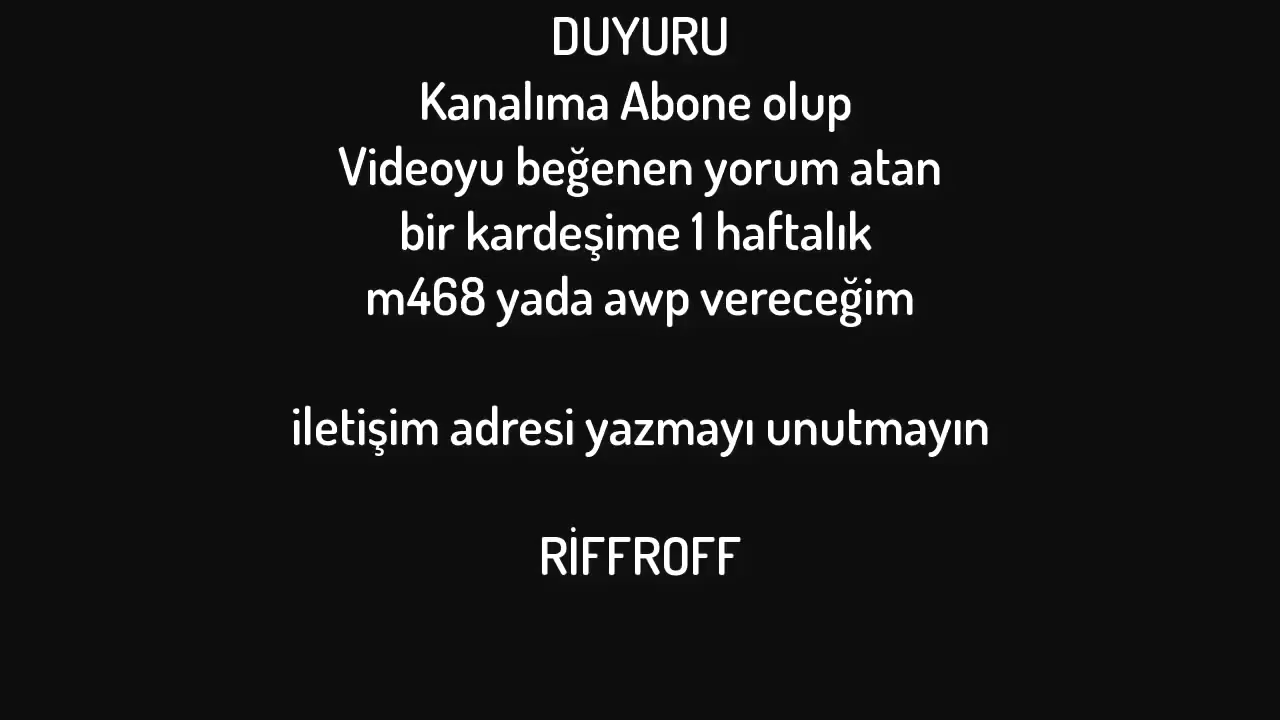 DUYURU
Kanalıma Abone olup
Videoyu beğenen yorum atan
bir kardeşime 1 haftalık
m468 yada awp vereceğim
iletişim adresi yazmayı unutmayın
RİFFROFF